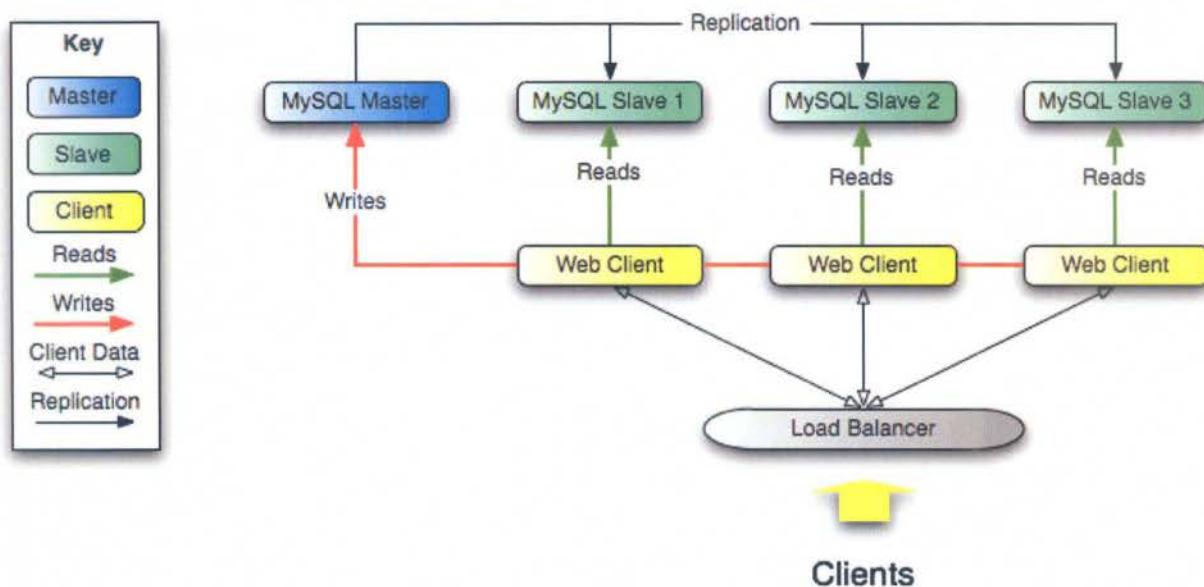 Key
Master
Slave
Client
Reads
Writes
Client Data
Replication
Replication
MySQL Master
MySQL Slave 1
MySQL Slave 2
MySQL Slave 3
Writes
Reads
Reads
Reads
Web Client
Web Client
Web Client
Load Balancer
Clients